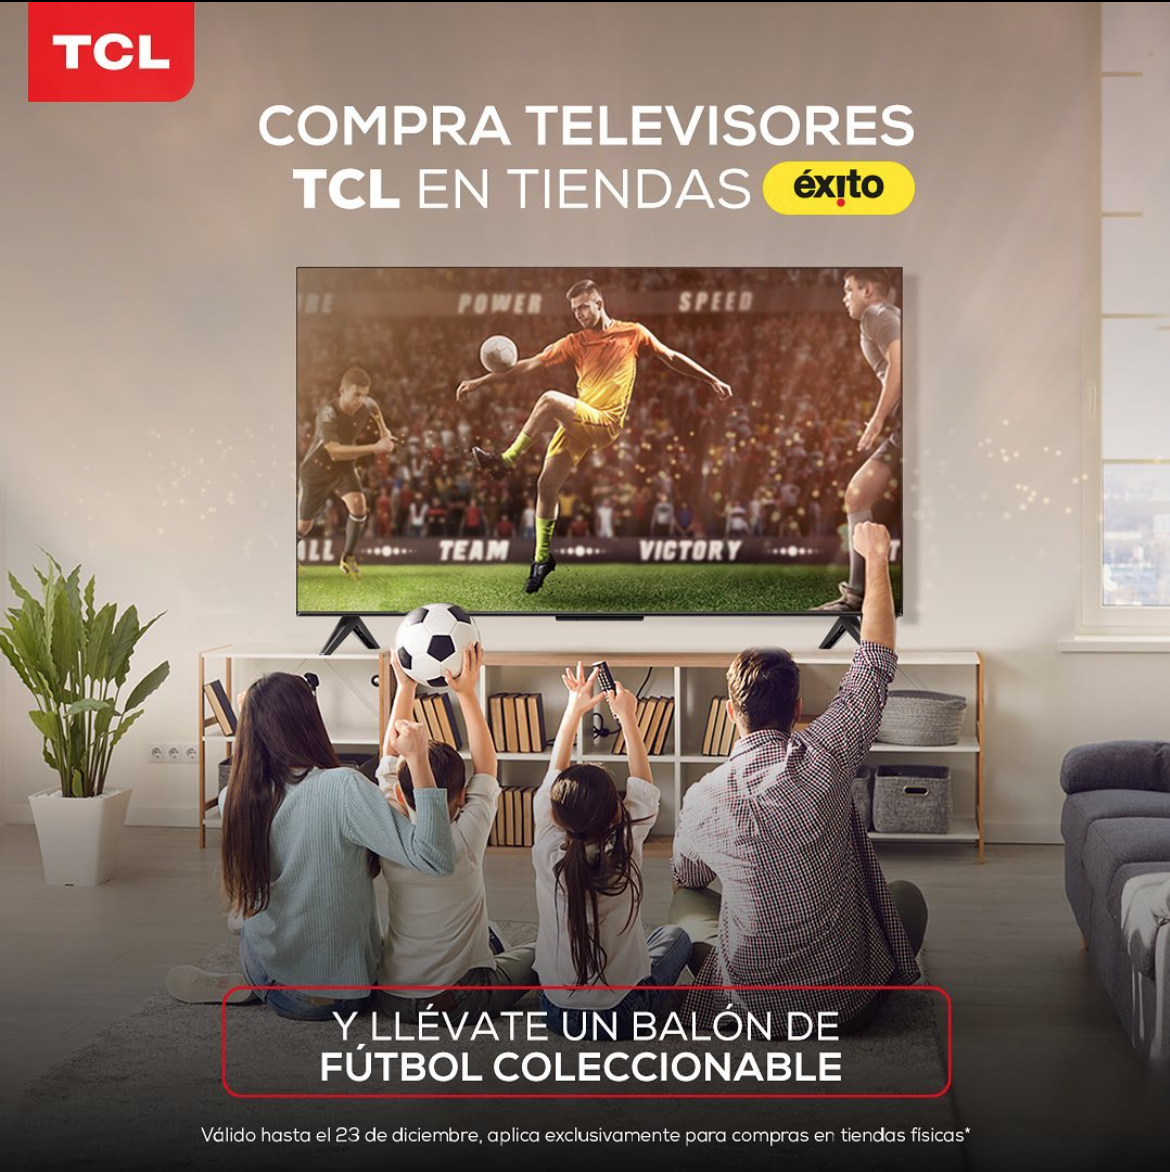 TCL
COMPRA TELEVISORES
TCL EN TIENDAS éxito
POWER SPEED
TEAM VICTORY
Y LLÉVATE UN BALÓN DE
FÚTBOL COLECCIONABLE
Válido hasta el 23 de diciembre, aplica exclusivamente para compras en tiendas físicas*